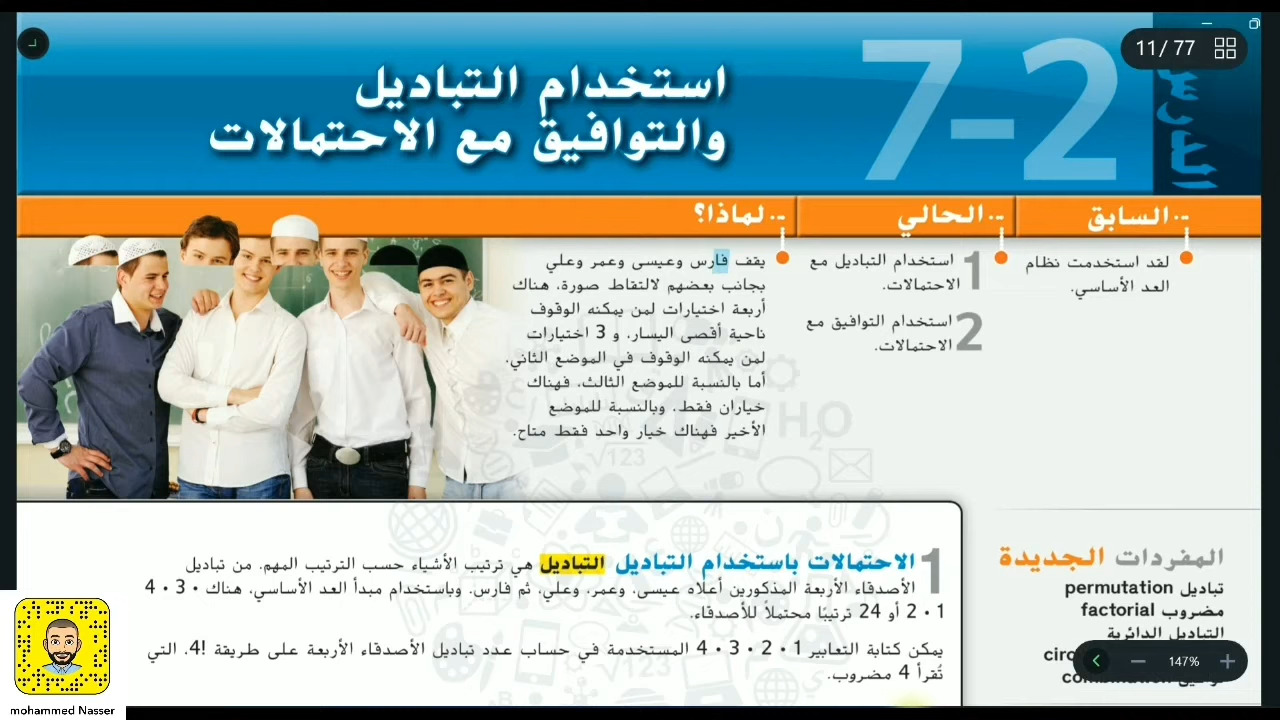 11/ 77
الدرس
7-2
استخدام التباديل
والتوافيق مع الاحتمالات
السابق
لقد استخدمت نظام
العد الأساسي.
الحالي
1 استخدام التباديل مع
الاحتمالات.
2 استخدام التوافيق مع
الاحتمالات.
لماذا؟
يقف فارس وعيسى وعمر وعلي
بجانب بعضهم لالتقاط صورة، هناك
أربعة اختيارات لمن يمكنه الوقوف
ناحية أقصى اليسار، و 3 اختيارات
لمن يمكنه الوقوف في الموضع الثاني.
أما بالنسبة للموضع الثالث، فهناك
خياران فقط، وبالنسبة للموضع
الأخير فهناك خيار واحد فقط متاح.
المفردات الجديدة
تباديل permutation
مضروب factorial
التباديل الدائرية
1 الاحتمالات باستخدام التباديل التباديل هي ترتيب الأشياء حسب الترتيب المهم. من تباديل
الأصدقاء الأربعة المذكورين أعلاه عيسى، وعمر، وعلي، ثم فارس. وباستخدام مبدأ العد الأساسي، هناك 4 • 3 •
2 • 1 أو 24 ترتيبًا محتملاً للأصدقاء.
يمكن كتابة التعابير 4 • 3 • 2 • 1 المستخدمة في حساب عدد تباديل الأصدقاء الأربعة على طريقة !4. التي
تُقرأ 4 مضروب.
147%
mohammed Nasser